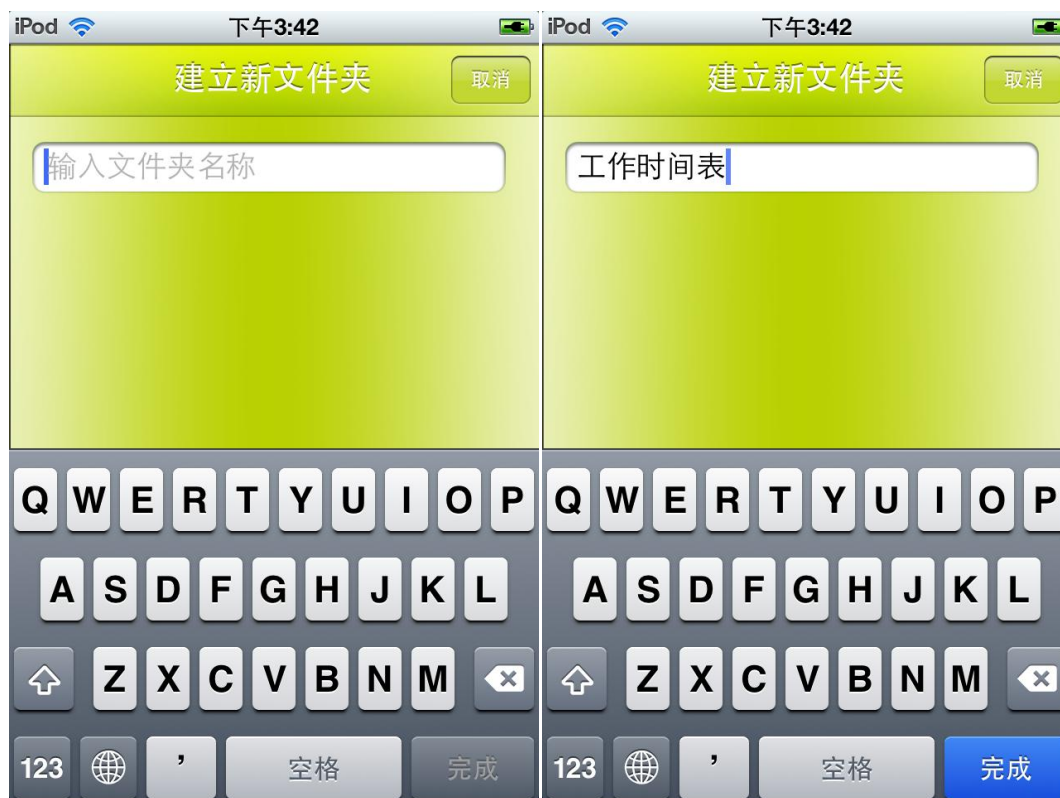 iPod 下午3:42
建立新文件夹 取消
输入文件夹名称
Q W E R T Y U I O P
A S D F G H J K L
Z X C V B N M
123 , 空格 完成
iPod 下午3:42
建立新文件夹 取消
工作时间表
Q W E R T Y U I O P
A S D F G H J K L
Z X C V B N M
123 , 空格 完成